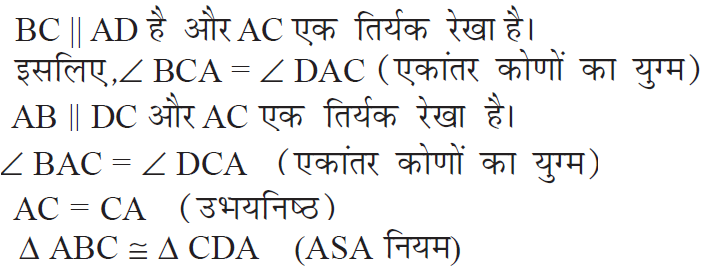 BC || AD है और AC एक तिर्यक रेखा है।
इसलिए,∠ BCA = ∠ DAC (एकांतर कोणों का युग्म)
AB || DC और AC एक तिर्यक रेखा है।
∠ BAC = ∠ DCA (एकांतर कोणों का युग्म)
AC = CA (उभयनिष्ठ)
Δ ABC ≅ Δ CDA (ASA नियम)